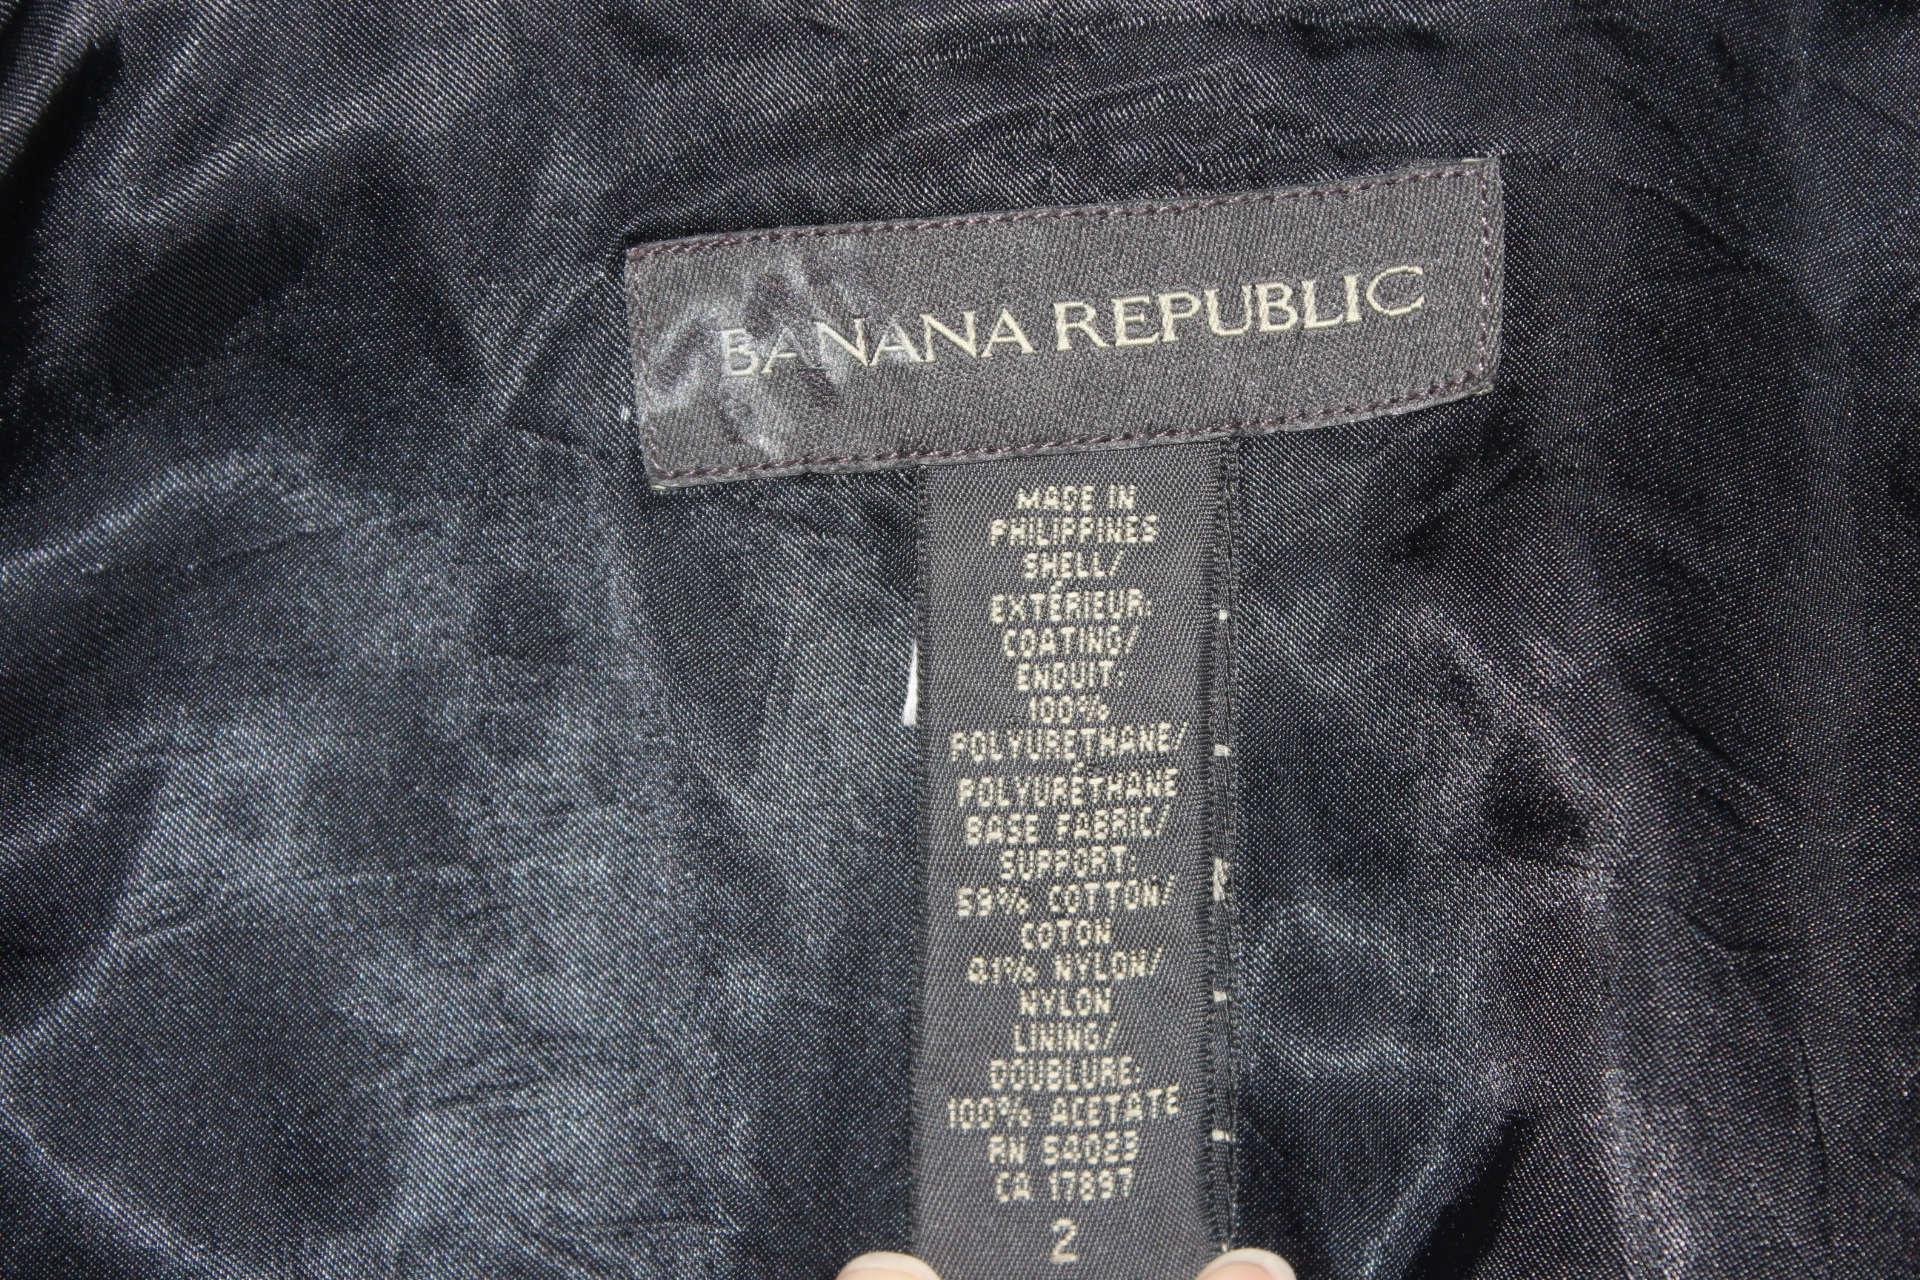 BANANA REPUBLIC
MADE IN
PHILIPPINES
SHELL/
EXTÉRIEUR:
COATING/
ENDUIT:
100%
POLYURETHANE/
POLYURÉTHANE
BASE FABRIC/
SUPPORT:
59% COTTON/
COTON
41% NYLON/
NYLON
LINING/
DOUBLURE:
100% ACETATE
RN 54023
CA 17897
2